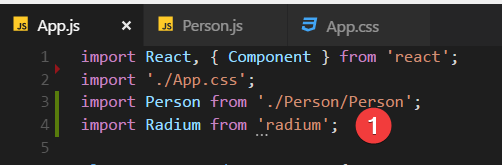 App.js × Person.js App.css
1 import React, { Component } from 'react';
2 import './App.css';
3 import Person from './Person/Person';
4 import Radium from 'radium'; 1
5